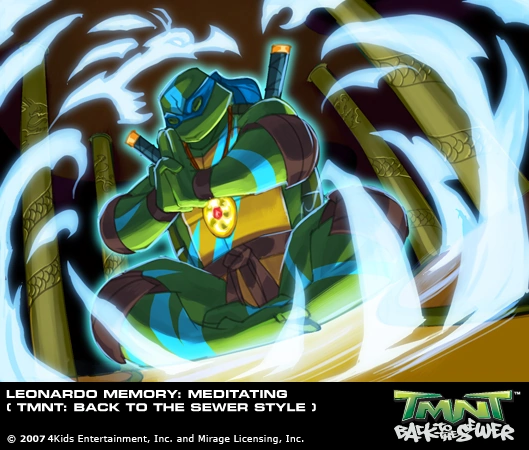 LEONARDO MEMORY: MEDITATING
( TMNT: BACK TO THE SEWER STYLE )
© 2007 4Kids Entertainment, Inc. and Mirage Licensing, Inc.
TMNT™
BACK TO THE SEWER